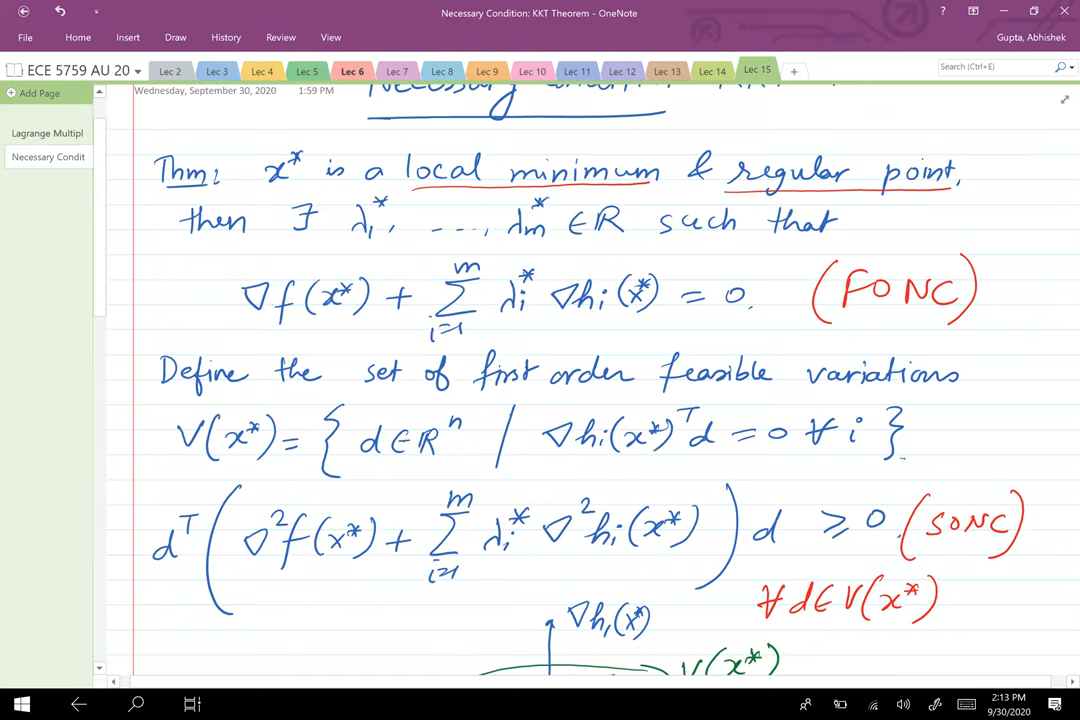 Necessary Condition: KKT Theorem - OneNote
File Home Insert Draw History Review View
Gupta, Abhishek
ECE 5759 AU 20
Lec 2 Lec 3 Lec 4 Lec 5 Lec 6 Lec 7 Lec 8 Lec 9 Lec 10 Lec 11 Lec 12 Lec 13 Lec 14 Lec 15
Search (Ctrl+E)
Add Page
Lagrange Multipl
Necessary Condit
Wednesday, September 30, 2020 1:59 PM
Thm: x* is a local minimum & regular point,
then ∃ λ₁*, ..., λₘ* ∈ ℝ such that
∇f(x*) + Σ_{i=1}^{m} λᵢ* ∇hᵢ(x*) = 0. (FONC)
Define the set of first order feasible variations
V(x*) = { d∈ℝⁿ | ∇hᵢ(x*)ᵀd = 0 ∀ i }.
dᵀ ( ∇²f(x*) + Σ_{i=1}^{m} λᵢ* ∇²hᵢ(x*) ) d ≥ 0. (SONC)
∀ d∈V(x*)
∇h₁(x*)
V(x*)
2:13 PM
9/30/2020